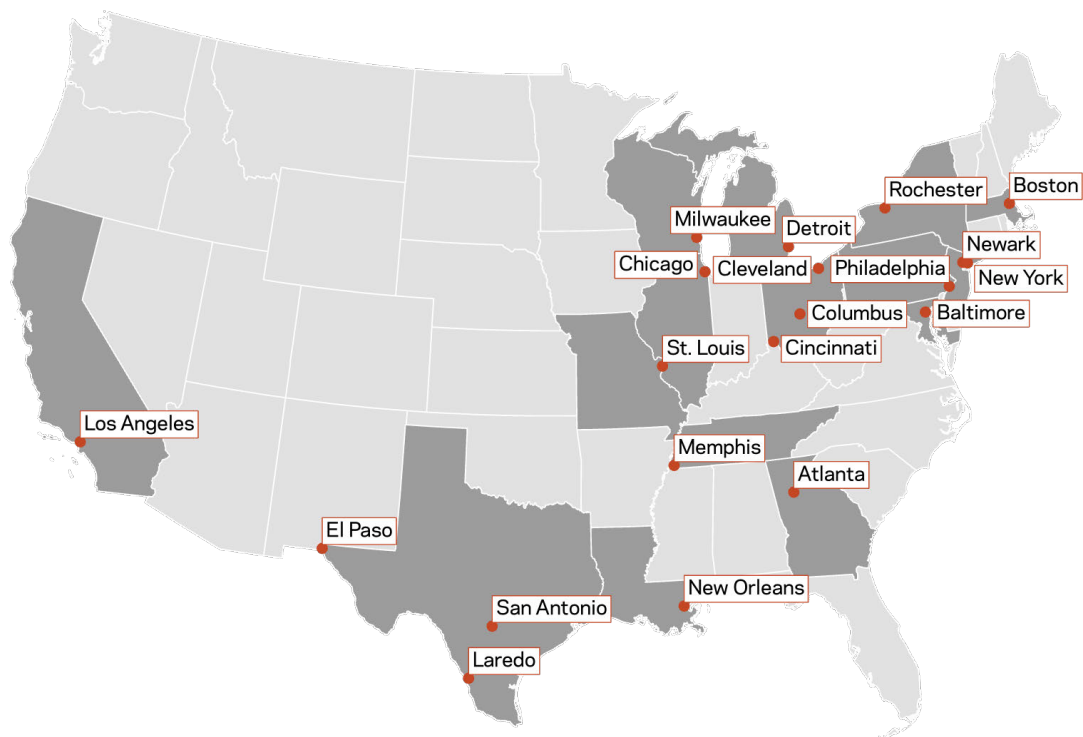 Rochester
Boston
Milwaukee
Detroit
Newark
Chicago
Cleveland
Philadelphia
New York
Columbus
Baltimore
St. Louis
Cincinnati
Los Angeles
Memphis
Atlanta
El Paso
New Orleans
San Antonio
Laredo